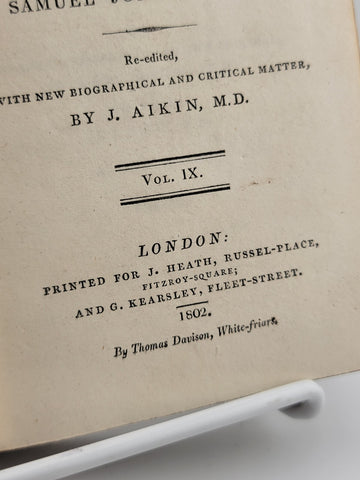 SAMUEL
Re-edited,
WITH NEW BIOGRAPHICAL AND CRITICAL MATTER,
BY J. AIKIN, M.D.
VOL. IX.
LONDON:
PRINTED FOR J. HEATH, RUSSEL-PLACE,
FITZROY-SQUARE;
AND G. KEARSLEY, FLEET-STREET.
1802.
By Thomas Davison, White-friars.